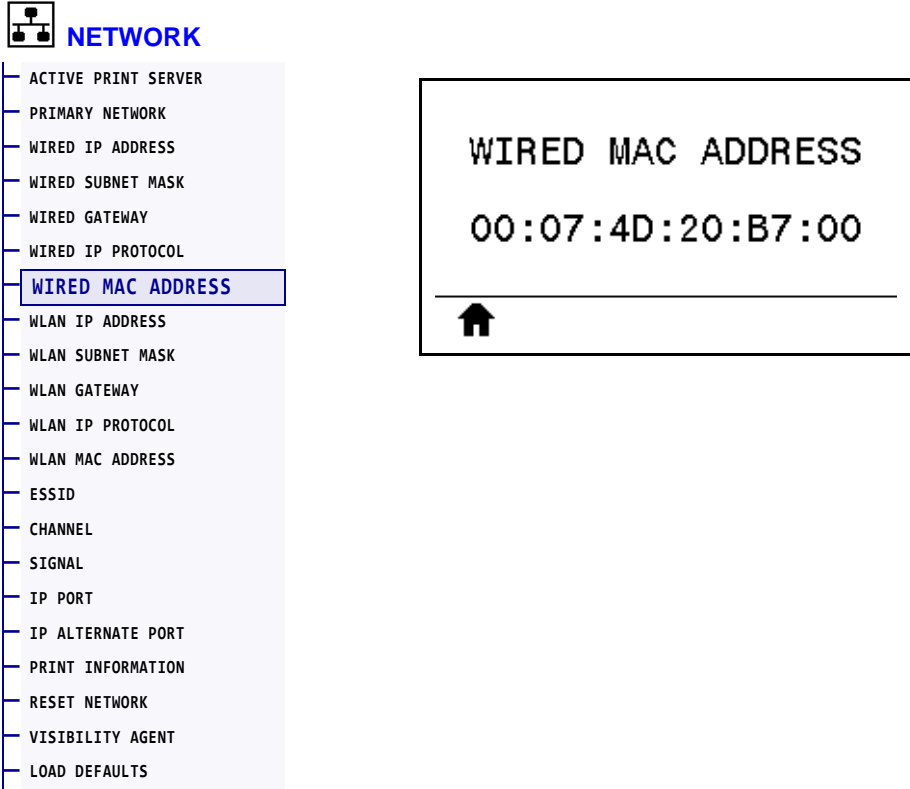 NETWORK
ACTIVE PRINT SERVER
PRIMARY NETWORK
WIRED IP ADDRESS
WIRED SUBNET MASK
WIRED GATEWAY
WIRED IP PROTOCOL
WIRED MAC ADDRESS
WLAN IP ADDRESS
WLAN SUBNET MASK
WLAN GATEWAY
WLAN IP PROTOCOL
WLAN MAC ADDRESS
ESSID
CHANNEL
SIGNAL
IP PORT
IP ALTERNATE PORT
PRINT INFORMATION
RESET NETWORK
VISIBILITY AGENT
LOAD DEFAULTS
WIRED MAC ADDRESS
00:07:4D:20:B7:00